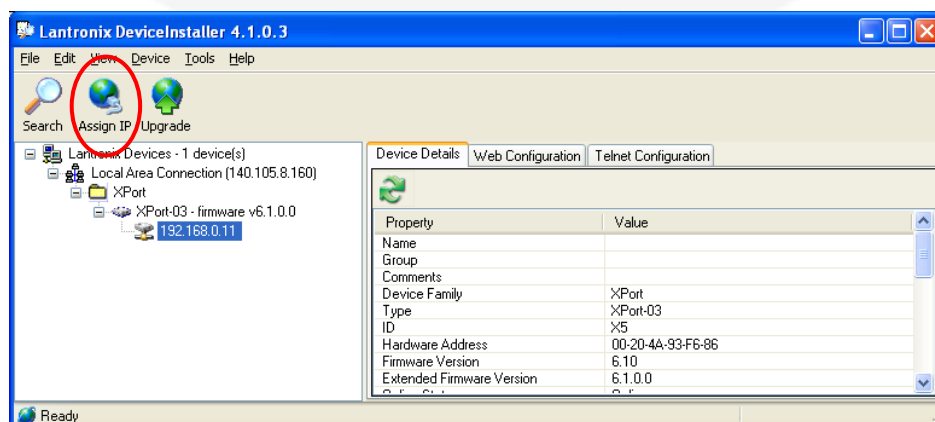 Lantronix DeviceInstaller 4.1.0.3
File Edit View Device Tools Help
Search Assign IP Upgrade
Lantronix Devices - 1 device(s)
Local Area Connection (140.105.8.160)
XPort
XPort-03 - firmware v6.1.0.0
192.168.0.11
Device Details Web Configuration Telnet Configuration
Property Value
Name
Group
Comments
Device Family XPort
Type XPort-03
ID X5
Hardware Address 00-20-4A-93-F6-86
Firmware Version 6.10
Extended Firmware Version 6.1.0.0
Ready